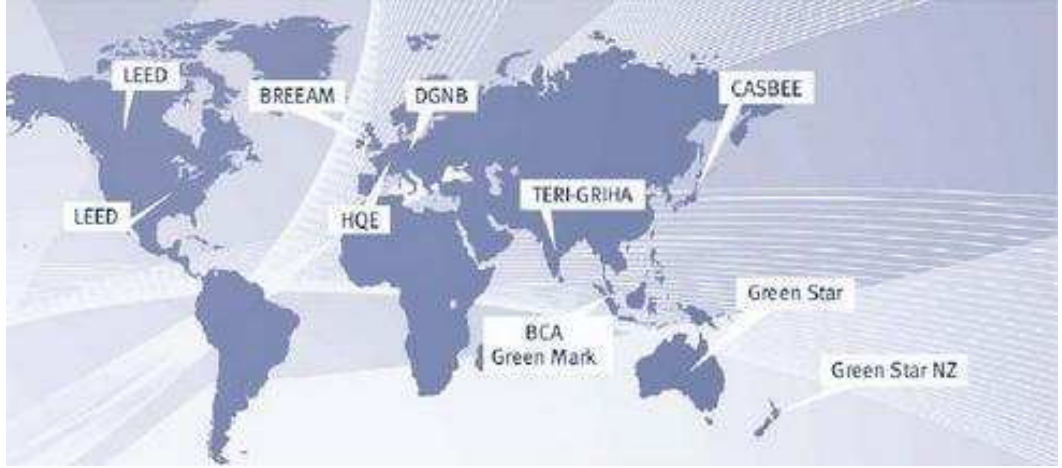 LEED
BREEAM
DGNB
CASBEE
LEED
HQE
TERI-GRIHA
BCA
Green Mark
Green Star
Green Star NZ